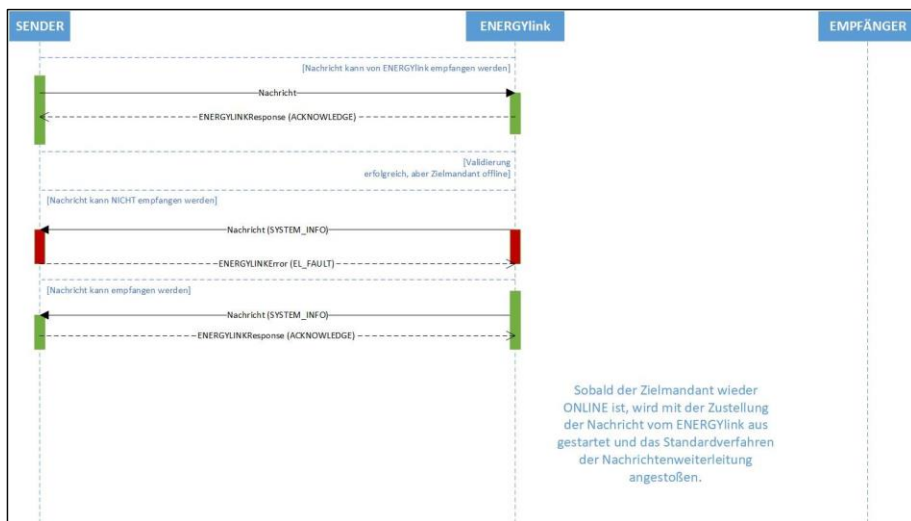 SENDER
ENERGYlink
EMPFÄNGER
[Nachricht kann von ENERGYlink empfangen werden]
Nachricht
ENERGYLINKResponse (ACKNOWLEDGE)
[Validierung
erfolgreich, aber Zielmandant offline]
[Nachricht kann NICHT empfangen werden]
Nachricht (SYSTEM_INFO)
ENERGYLINKError (EL_FAULT)
[Nachricht kann empfangen werden]
Nachricht (SYSTEM_INFO)
ENERGYLINKResponse (ACKNOWLEDGE)
Sobald der Zielmandant wieder
ONLINE ist, wird mit der Zustellung
der Nachricht vom ENERGYlink aus
gestartet und das Standardverfahren
der Nachrichtenweiterleitung
angestoßen.